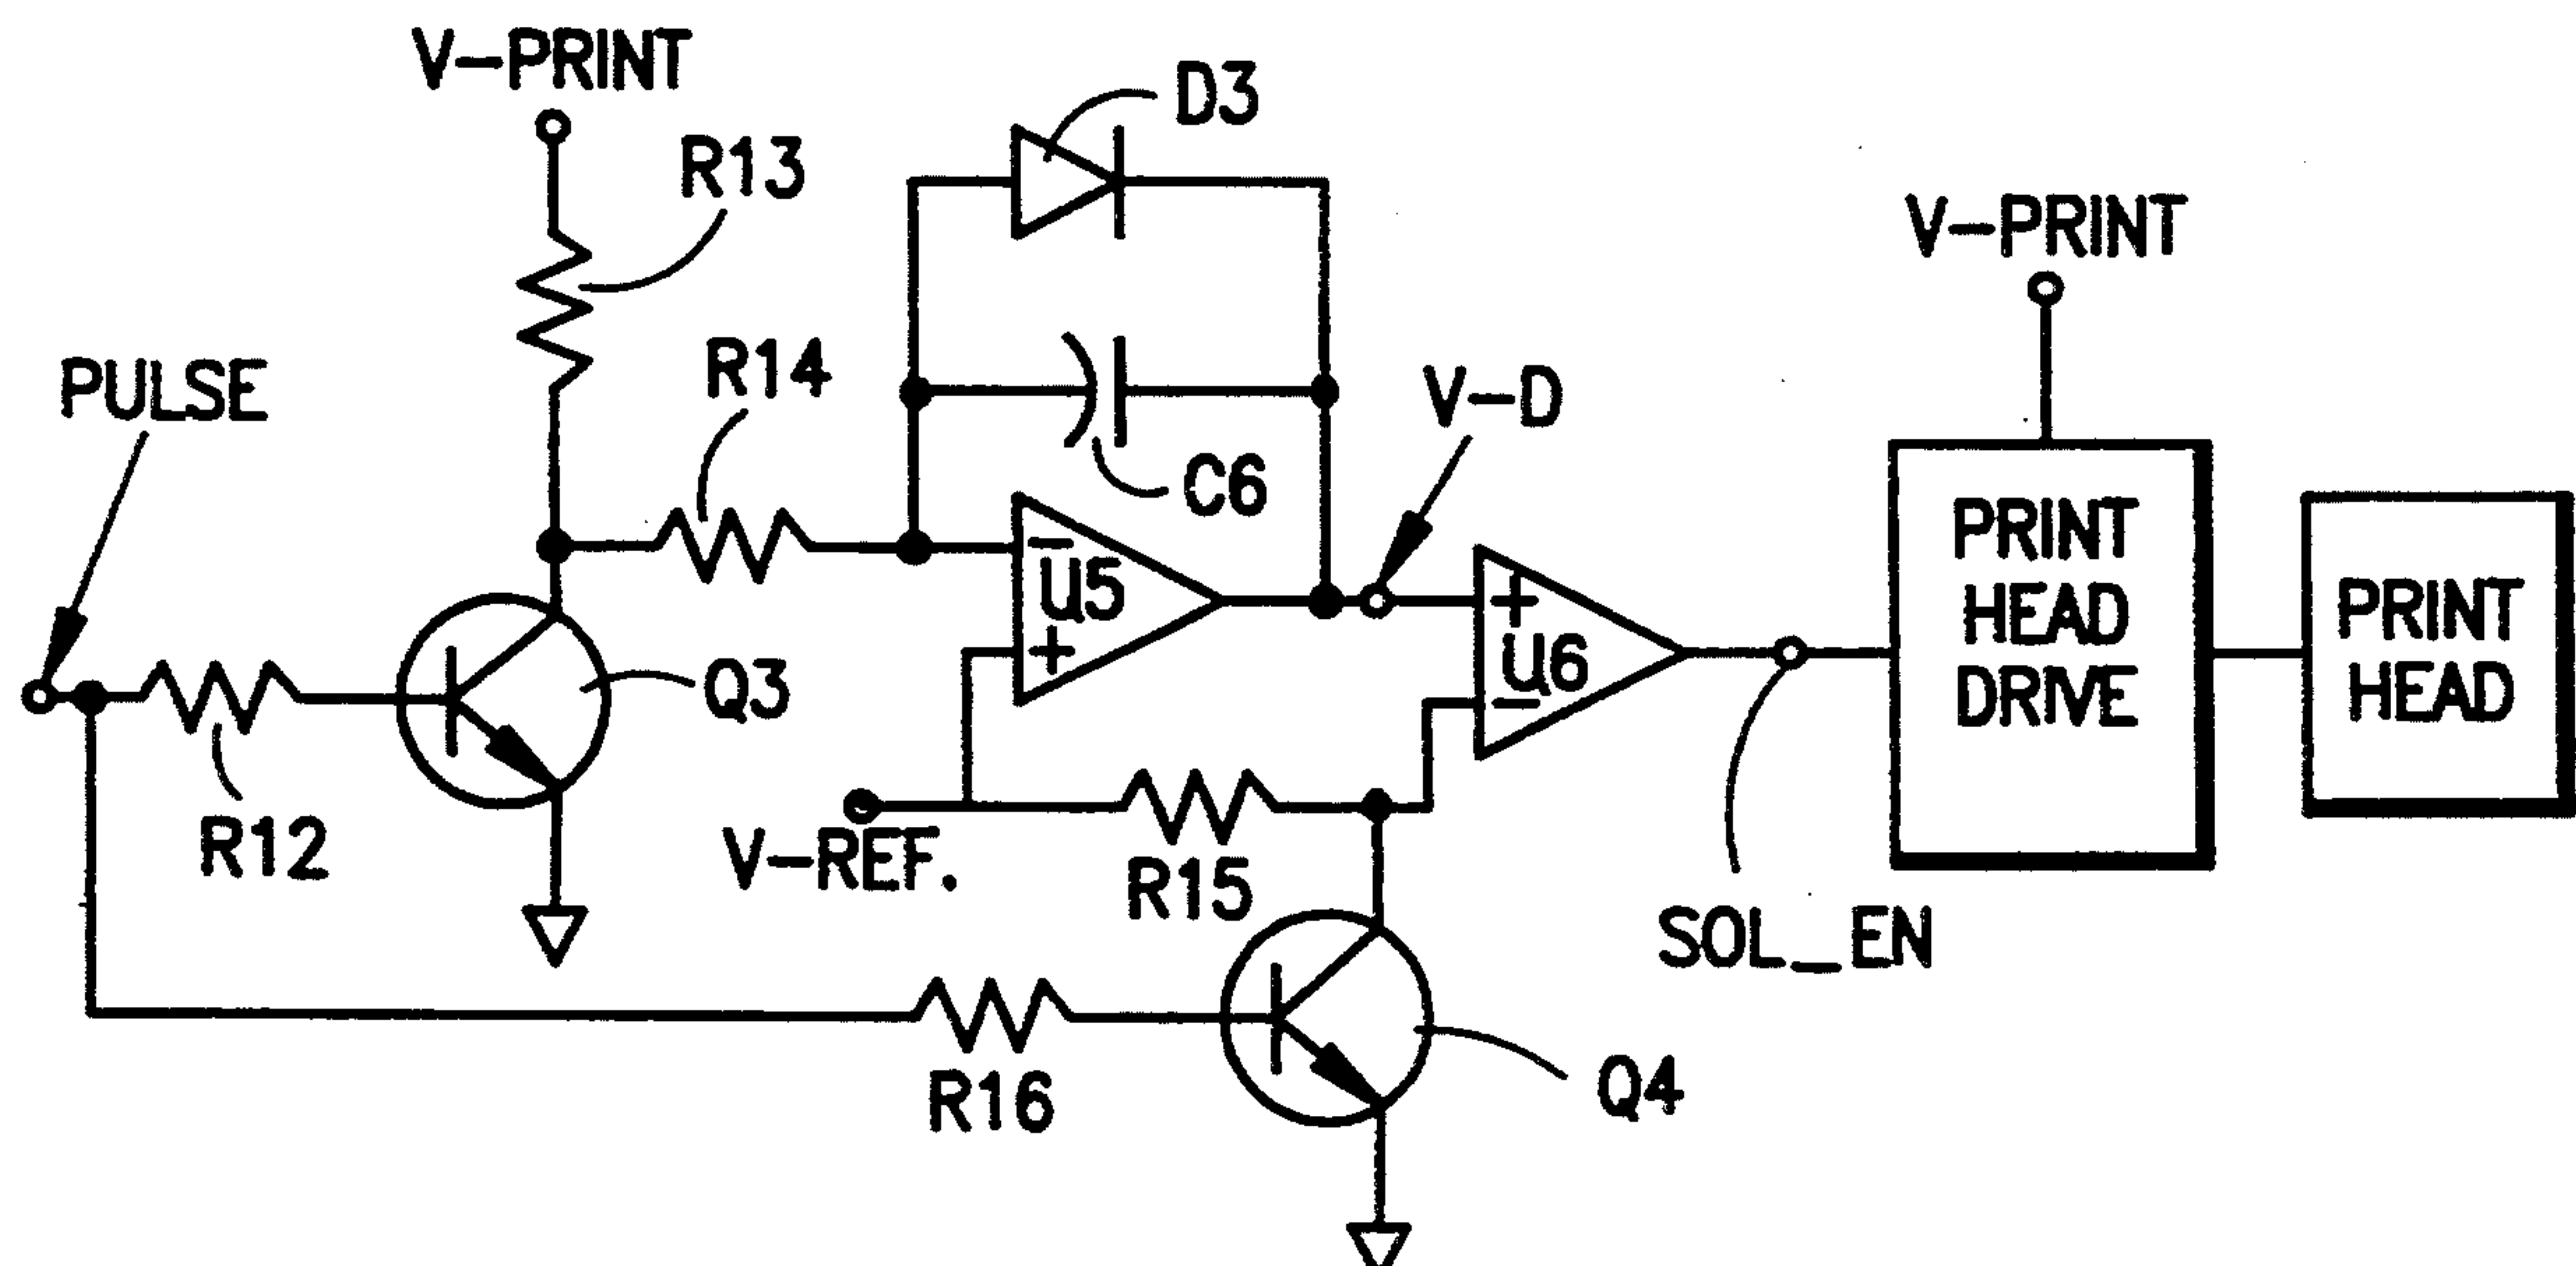 V-PRINT
D3
R13
V-PRINT
R14
PULSE
V-D
C6
PRINT
HEAD
DRIVE
-
U5
+
+
U6
-
PRINT
HEAD
Q3
R12
V-REF.
R15
SOL_EN
R16
Q4